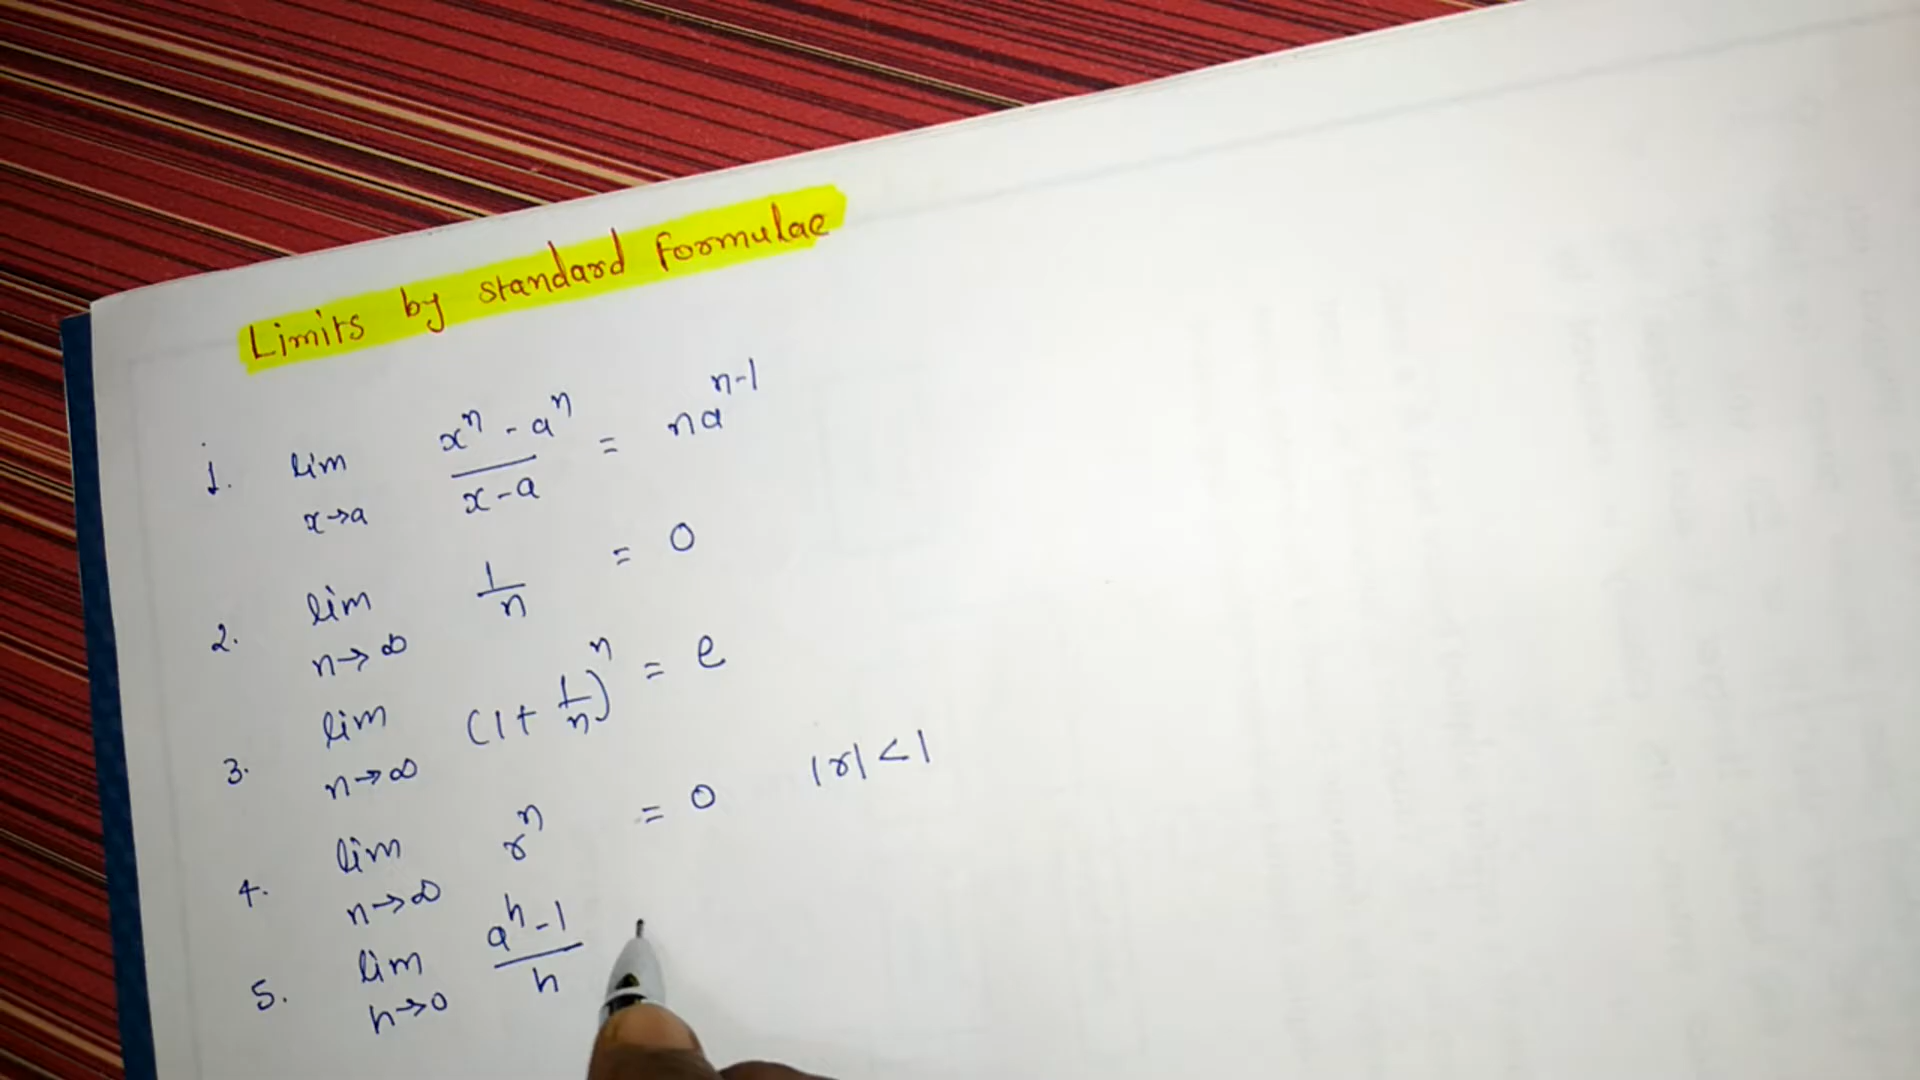 Limits by standard formulae
1. lim x→a (xⁿ - aⁿ)/(x - a) = naⁿ⁻¹
2. lim n→∞ 1/n = 0
3. lim n→∞ (1 + 1/n)ⁿ = e
4. lim n→∞ rⁿ = 0 |r| < 1
5. lim h→0 (aʰ - 1)/h